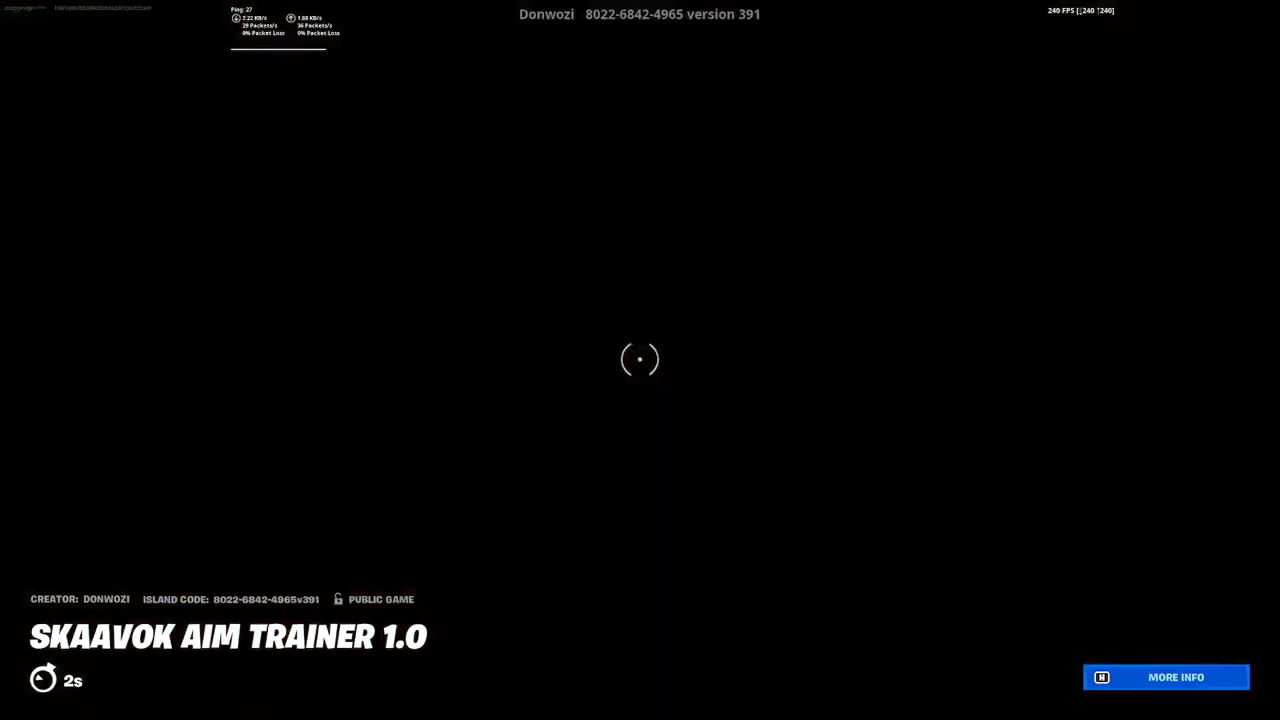 Ping: 27
2.22 KB/s 1.88 KB/s
29 Packets/s 36 Packets/s
0% Packet Loss 0% Packet Loss
Donwozi 8022-6842-4965 version 391
240 FPS [↓240 ↑240]
CREATOR: DONWOZI ISLAND CODE: 8022-6842-4965v391 PUBLIC GAME
SKAAVOK AIM TRAINER 1.0
2s
H MORE INFO